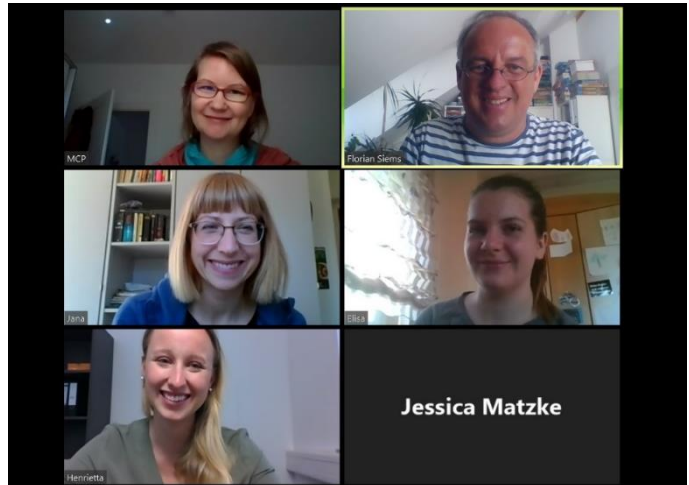 MCP
Florian Siems
Jana
Elisa
Henrietta
Jessica Matzke